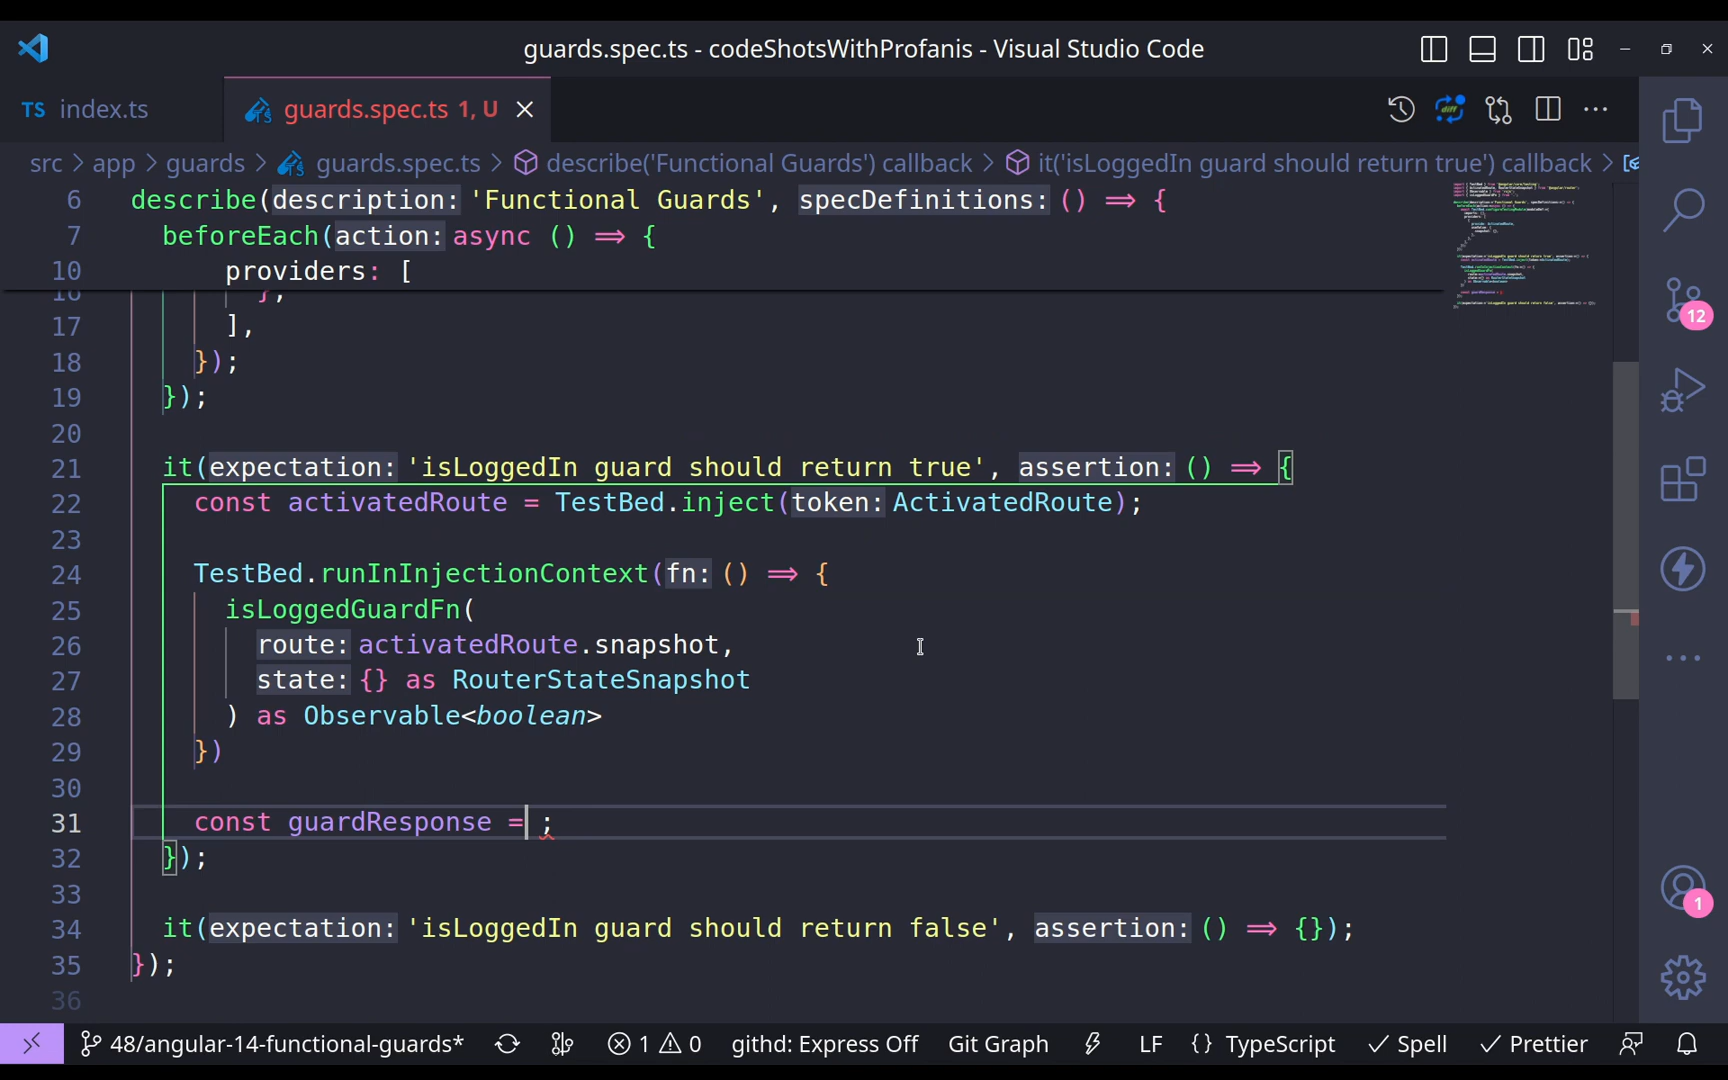 guards.spec.ts - codeShotsWithProfanis - Visual Studio Code
TS index.ts guards.spec.ts 1, U
src > app > guards > guards.spec.ts > describe('Functional Guards') callback > it('isLoggedIn guard should return true') callback >
6 describe(description: 'Functional Guards', specDefinitions: () => {
7 beforeEach(action: async () => {
10 providers: [
16 },
17 ],
18 });
19 });
20
21 it(expectation: 'isLoggedIn guard should return true', assertion: () => {
22 const activatedRoute = TestBed.inject(token: ActivatedRoute);
23
24 TestBed.runInInjectionContext(fn: () => {
25 isLoggedGuardFn(
26 route: activatedRoute.snapshot,
27 state: {} as RouterStateSnapshot
28 ) as Observable<boolean>
29 })
30
31 const guardResponse = ;
32 });
33
34 it(expectation: 'isLoggedIn guard should return false', assertion: () => {});
35 });
36
12
1
48/angular-14-functional-guards* 1 0 githd: Express Off Git Graph LF {} TypeScript Spell Prettier